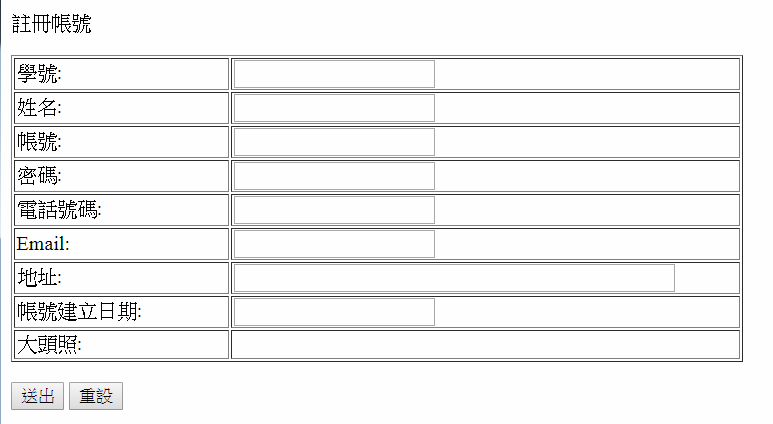 註冊帳號
學號:
姓名:
帳號:
密碼:
電話號碼:
Email:
地址:
帳號建立日期:
大頭照:
送出 重設